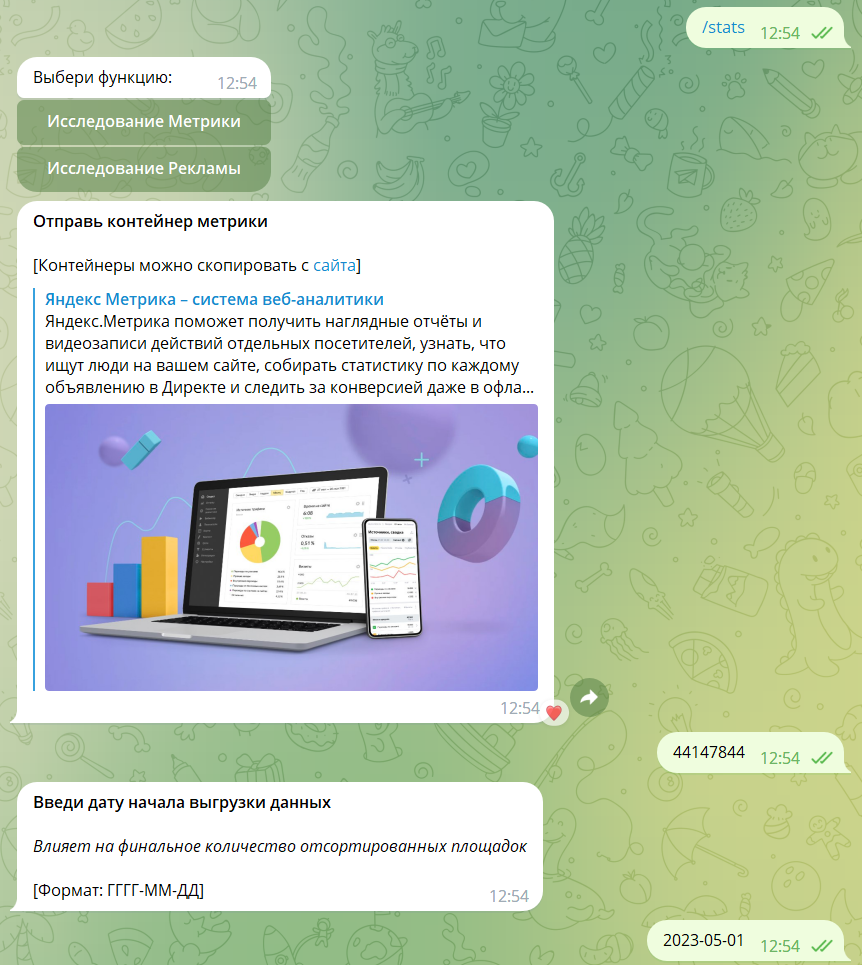 /stats 12:54
Выбери функцию: 12:54
Исследование Метрики
Исследование Рекламы
Отправь контейнер метрики
[Контейнеры можно скопировать с сайта]
Яндекс Метрика – система веб-аналитики
Яндекс.Метрика поможет получить наглядные отчёты и
видеозаписи действий отдельных посетителей, узнать, что
ищут люди на вашем сайте, собирать статистику по каждому
объявлению в Директе и следить за конверсией даже в офла...
12:54
44147844 12:54
Введи дату начала выгрузки данных
Влияет на финальное количество отсортированных площадок
[Формат: ГГГГ-ММ-ДД] 12:54
2023-05-01 12:54